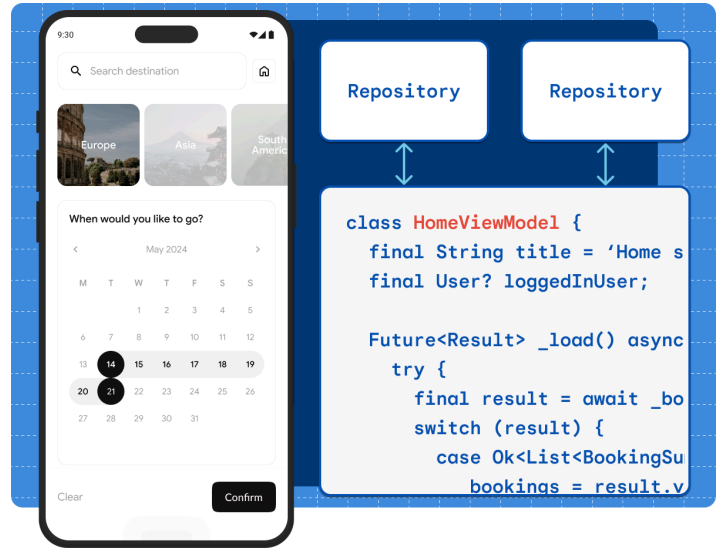 9:30
Search destination
Europe
Asia
South
Americ
When would you like to go?
May 2024
M T W T F S S
1 2 3 4 5
6 7 8 9 10 11 12
13 14 15 16 17 18 19
20 21 22 23 24 25 26
27 28 29 30 31
Clear
Confirm
Repository
Repository
class HomeViewModel {
final String title = ‘Home s
final User? loggedInUser;
Future<Result> _load() async
try {
final result = await _bo
switch (result) {
case Ok<List<BookingSu
bookings = result.v